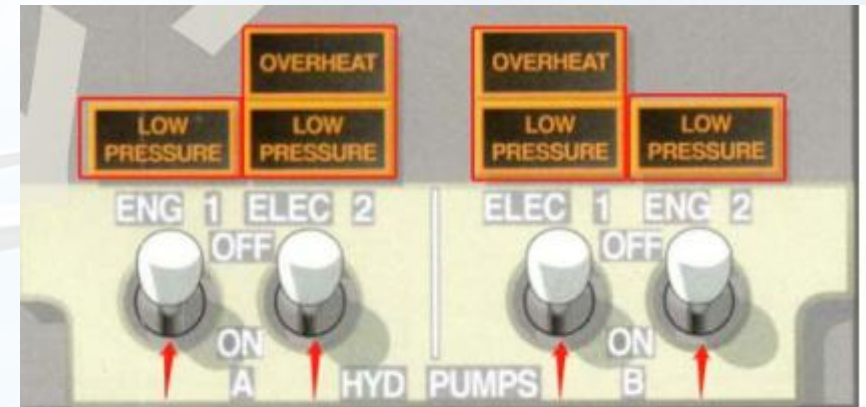 OVERHEAT OVERHEAT
LOW PRESSURE LOW PRESSURE LOW PRESSURE LOW PRESSURE
ENG 1 ELEC 2 ELEC 1 ENG 2
OFF OFF
ON ON
A HYD PUMPS B